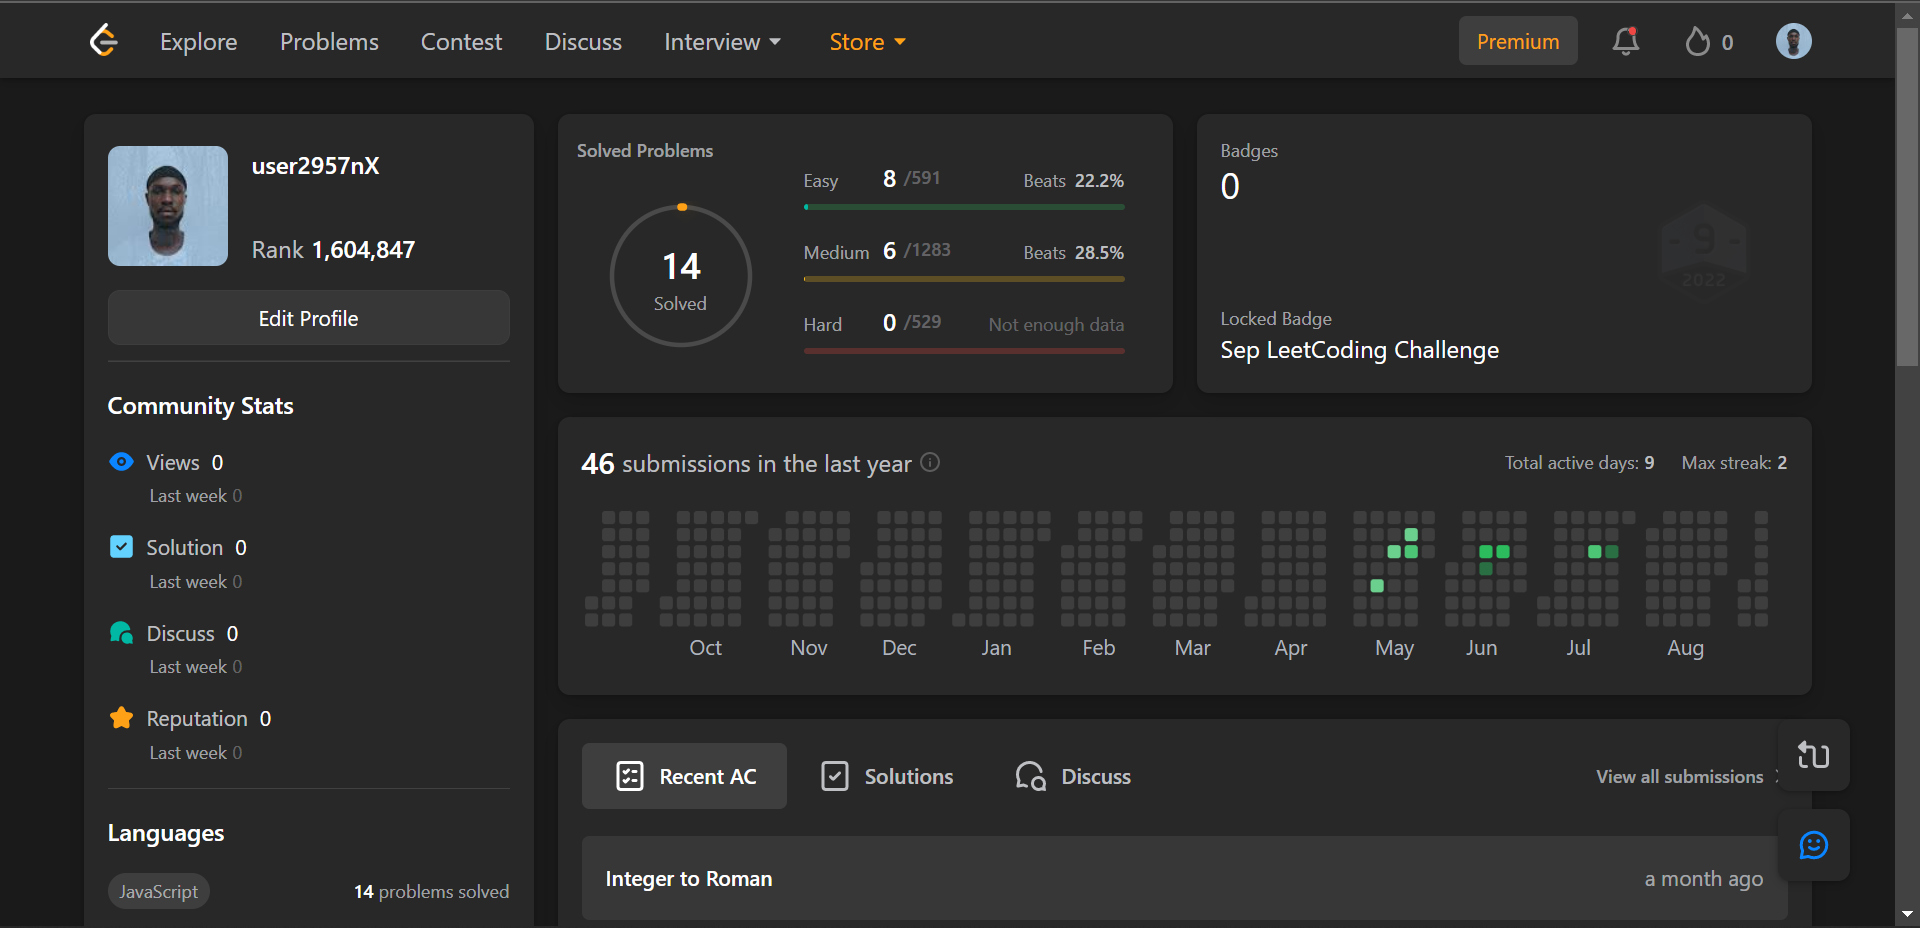 Explore Problems Contest Discuss Interview Store Premium 0
user2957nX
Rank 1,604,847
Edit Profile
Community Stats
Views 0
Last week 0
Solution 0
Last week 0
Discuss 0
Last week 0
Reputation 0
Last week 0
Languages
JavaScript 14 problems solved
Solved Problems
14
Solved
Easy 8 /591 Beats 22.2%
Medium 6 /1283 Beats 28.5%
Hard 0 /529 Not enough data
Badges
0
9
2022
Locked Badge
Sep LeetCoding Challenge
46 submissions in the last year Total active days: 9 Max streak: 2
Oct Nov Dec Jan Feb Mar Apr May Jun Jul Aug
Recent AC Solutions Discuss View all submissions
Integer to Roman a month ago